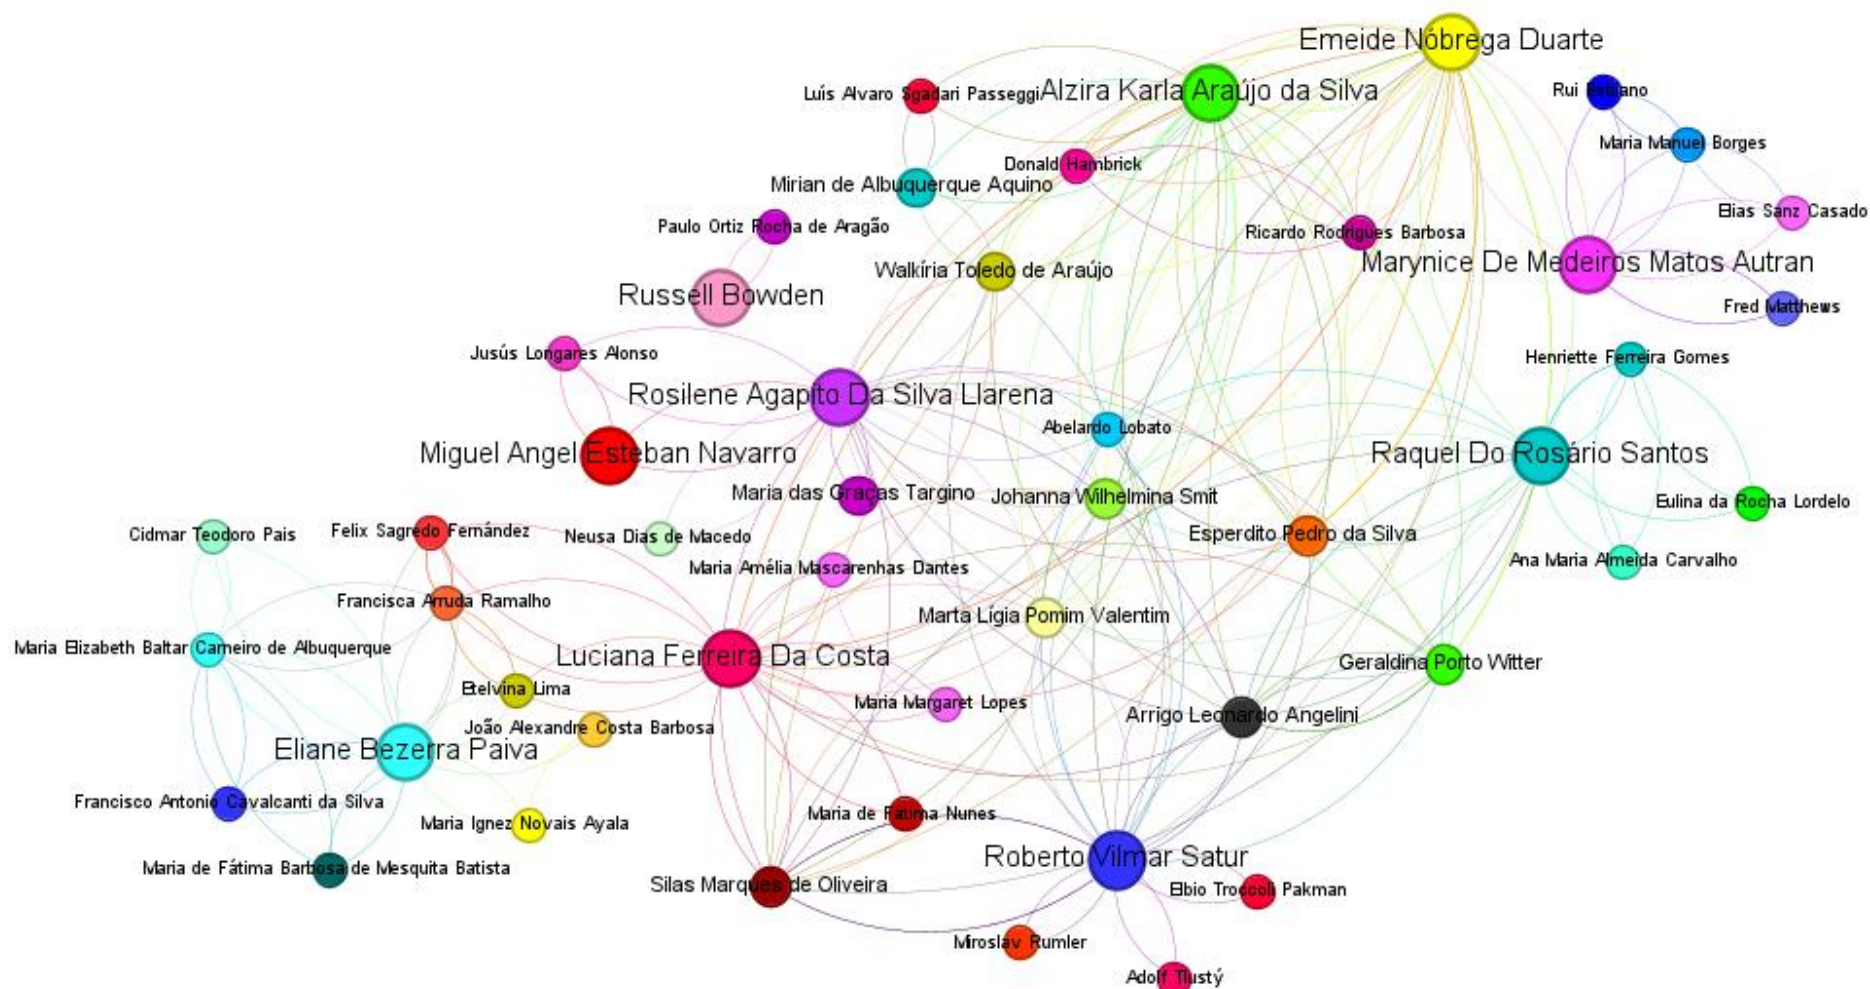 Emeide Nóbrega Duarte
Luís Alvaro Sgadari Passeggi
Alzira Karla Araújo da Silva
Rui Bebiano
Maria Manuel Borges
Donald Hambrick
Mirian de Albuquerque Aquino
Elias Sanz Casado
Paulo Ortiz Rocha de Aragão
Ricardo Rodrigues Barbosa
Walkíria Toledo de Araújo
Marynice De Medeiros Matos Autran
Russell Bowden
Fred Matthews
Jusús Longares Alonso
Henriette Ferreira Gomes
Rosilene Agapito Da Silva Llarena
Abelardo Lobato
Miguel Angel Esteban Navarro
Raquel Do Rosário Santos
Maria das Graças Targino
Johanna Wilhelmina Smit
Eulina da Rocha Lordelo
Cidmar Teodoro Pais
Felix Sagredo Fernández
Neusa Dias de Macedo
Esperdito Pedro da Silva
Maria Amélia Mascarenhas Dantes
Ana Maria Almeida Carvalho
Francisca Arruda Ramalho
Marta Lígia Pomim Valentim
Maria Elizabeth Baltar Carneiro de Albuquerque
Luciana Ferreira Da Costa
Geraldina Porto Witter
Etelvina Lima
Maria Margaret Lopes
Arrigo Leonardo Angelini
João Alexandre Costa Barbosa
Eliane Bezerra Paiva
Francisco Antonio Cavalcanti da Silva
Maria de Fatima Nunes
Maria Ignez Novais Ayala
Roberto Vilmar Satur
Maria de Fátima Barbosa de Mesquita Batista
Silas Marques de Oliveira
Elbio Troccoli Pakman
Miroslav Rumler
Adolf Tlustý